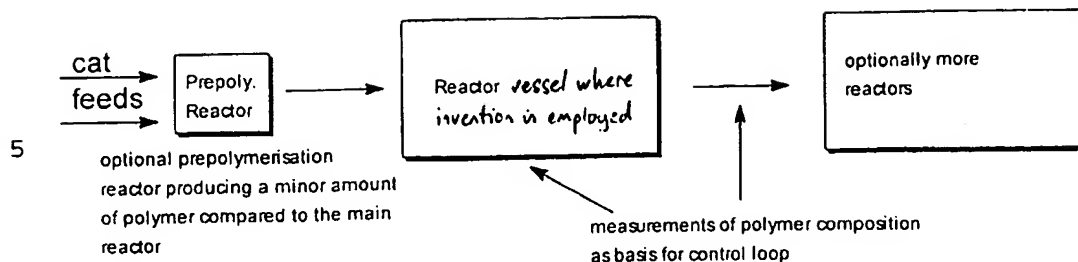 cat
feeds
Prepoly.
Reactor
Reactor vessel where
invention is employed
optionally more
reactors
5
optional prepolymerisation
reactor producing a minor amount
of polymer compared to the main
reactor
measurements of polymer composition
as basis for control loop